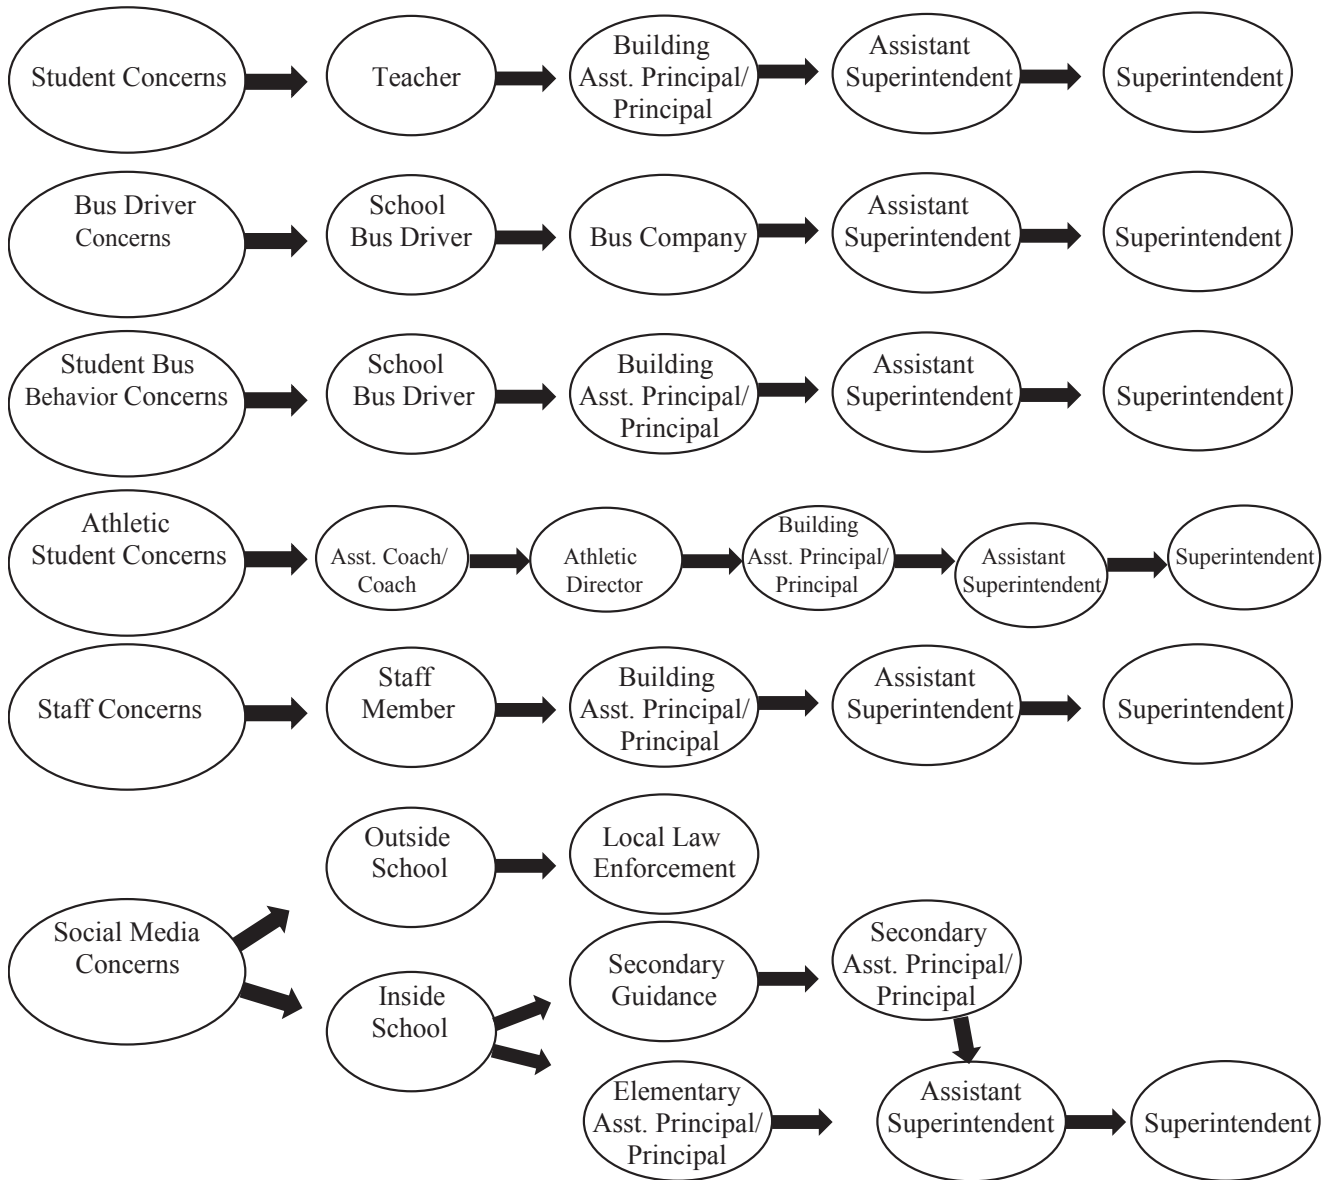 Student Concerns
Teacher
Building
Asst. Principal/
Principal
Assistant
Superintendent
Superintendent
Bus Driver
Concerns
School
Bus Driver
Bus Company
Assistant
Superintendent
Superintendent
Student Bus
Behavior Concerns
School
Bus Driver
Building
Asst. Principal/
Principal
Assistant
Superintendent
Superintendent
Athletic
Student Concerns
Asst. Coach/
Coach
Athletic
Director
Building
Asst. Principal/
Principal
Assistant
Superintendent
Superintendent
Staff Concerns
Staff
Member
Building
Asst. Principal/
Principal
Assistant
Superintendent
Superintendent
Social Media
Concerns
Outside
School
Local Law
Enforcement
Inside
School
Secondary
Guidance
Secondary
Asst. Principal/
Principal
Elementary
Asst. Principal/
Principal
Assistant
Superintendent
Superintendent